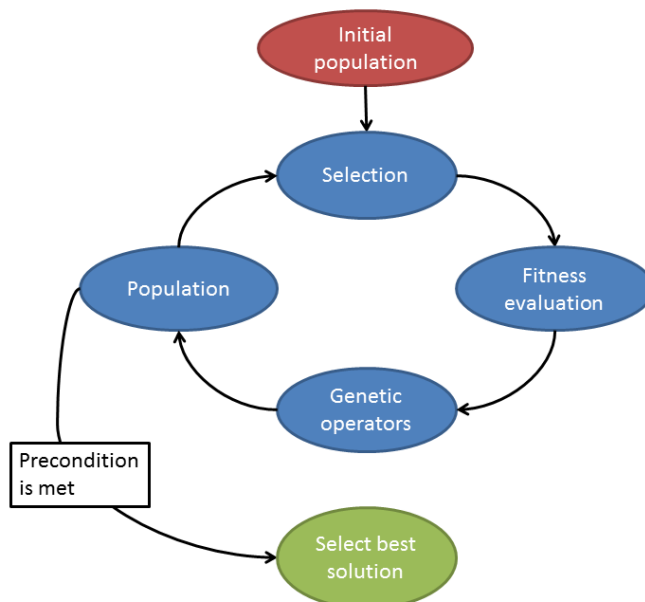 Initial
population
Selection
Fitness
evaluation
Population
Genetic
operators
Precondition
is met
Select best
solution